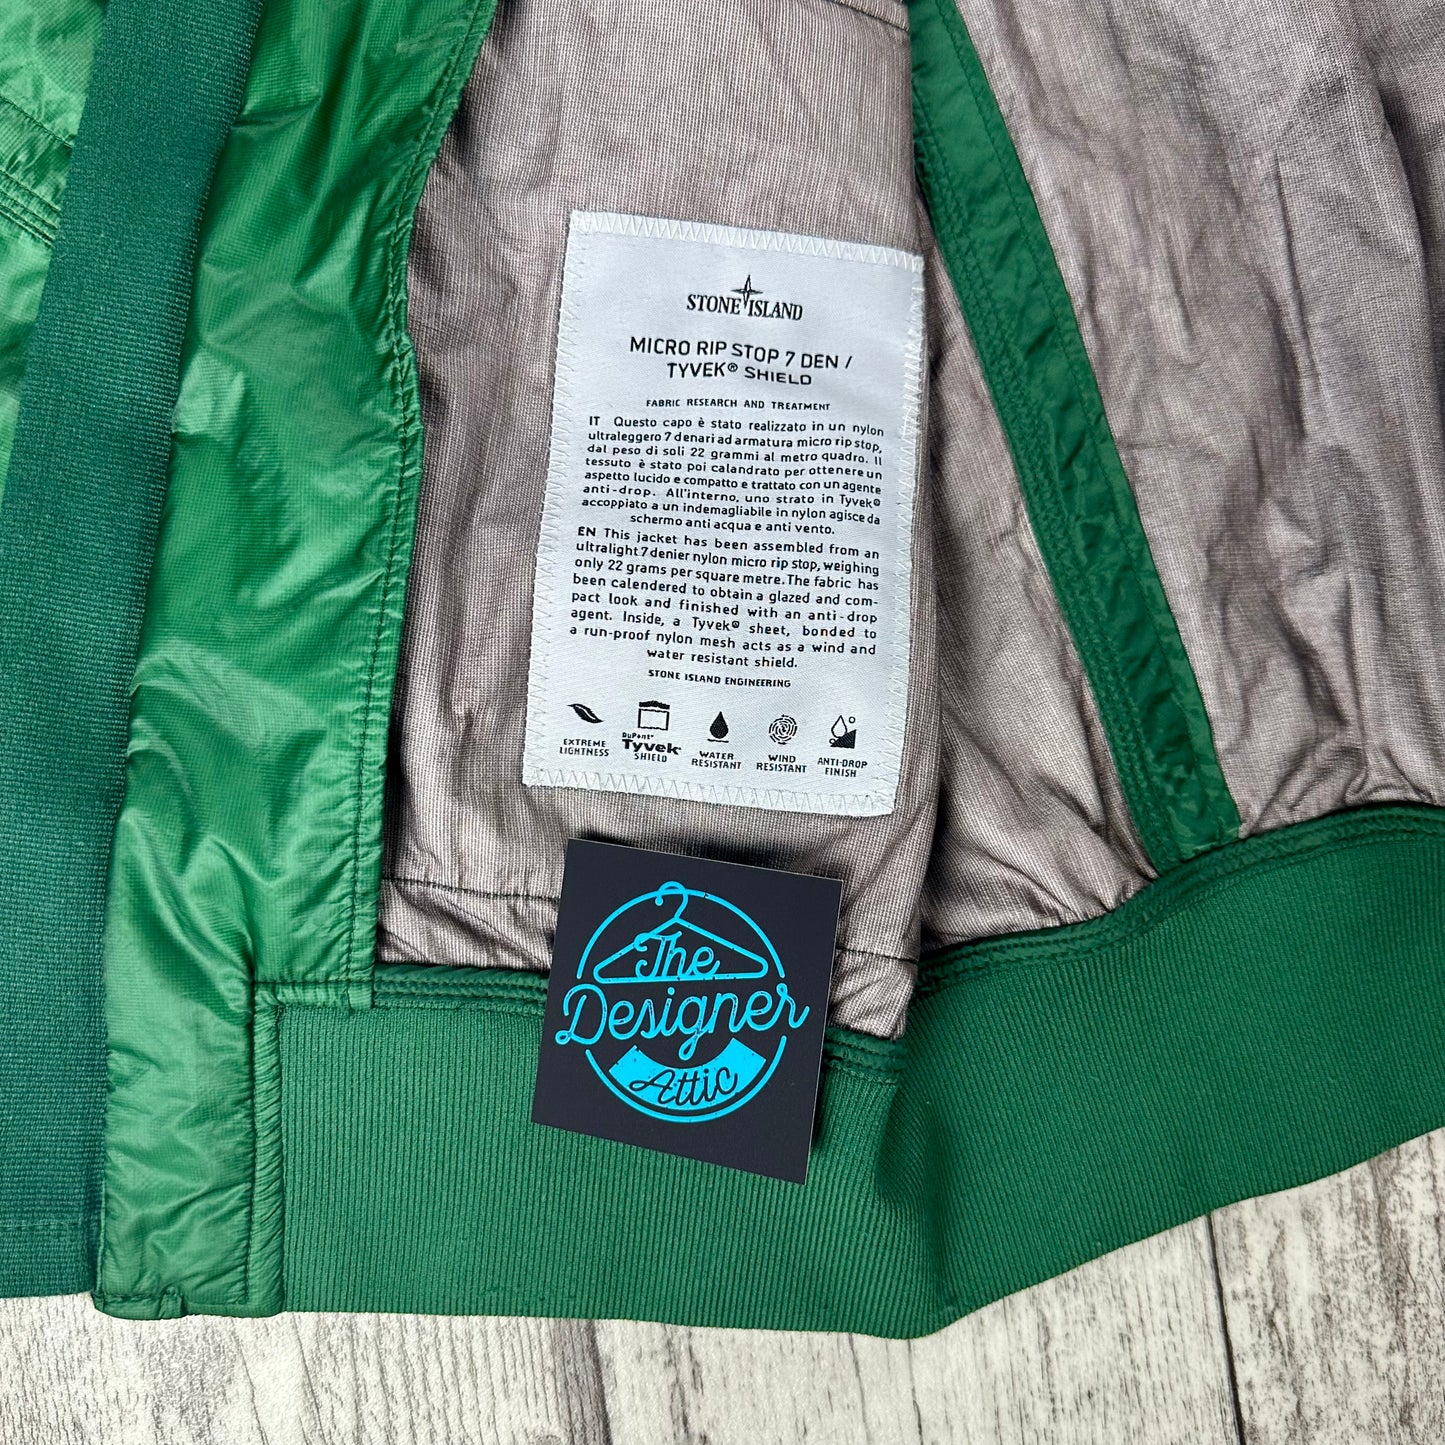 STONE ISLAND
MICRO RIP STOP 7 DEN /
TYVEK® SHIELD
FABRIC RESEARCH AND TREATMENT
IT Questo capo è stato realizzato in un nylon
ultraleggero 7 denari ad armatura micro rip stop,
dal peso di soli 22 grammi al metro quadro. Il
tessuto è stato poi calandrato per ottenere un
aspetto lucido e compatto e trattato con un agente
anti-drop. All'interno, uno strato in Tyvek®
accoppiato a un indemagliabile in nylon agisce da
schermo anti acqua e anti vento.
EN This jacket has been assembled from an
ultralight 7 denier nylon micro rip stop, weighing
only 22 grams per square metre. The fabric has
been calendered to obtain a glazed and com-
pact look and finished with an anti-drop
agent. Inside, a Tyvek® sheet, bonded to
a run-proof nylon mesh acts as a wind and
water resistant shield.
STONE ISLAND ENGINEERING
EXTREME
LIGHTNESS
DuPont™
Tyvek®
SHIELD
WATER
RESISTANT
WIND
RESISTANT
ANTI-DROP
FINISH
The
Designer
Attic